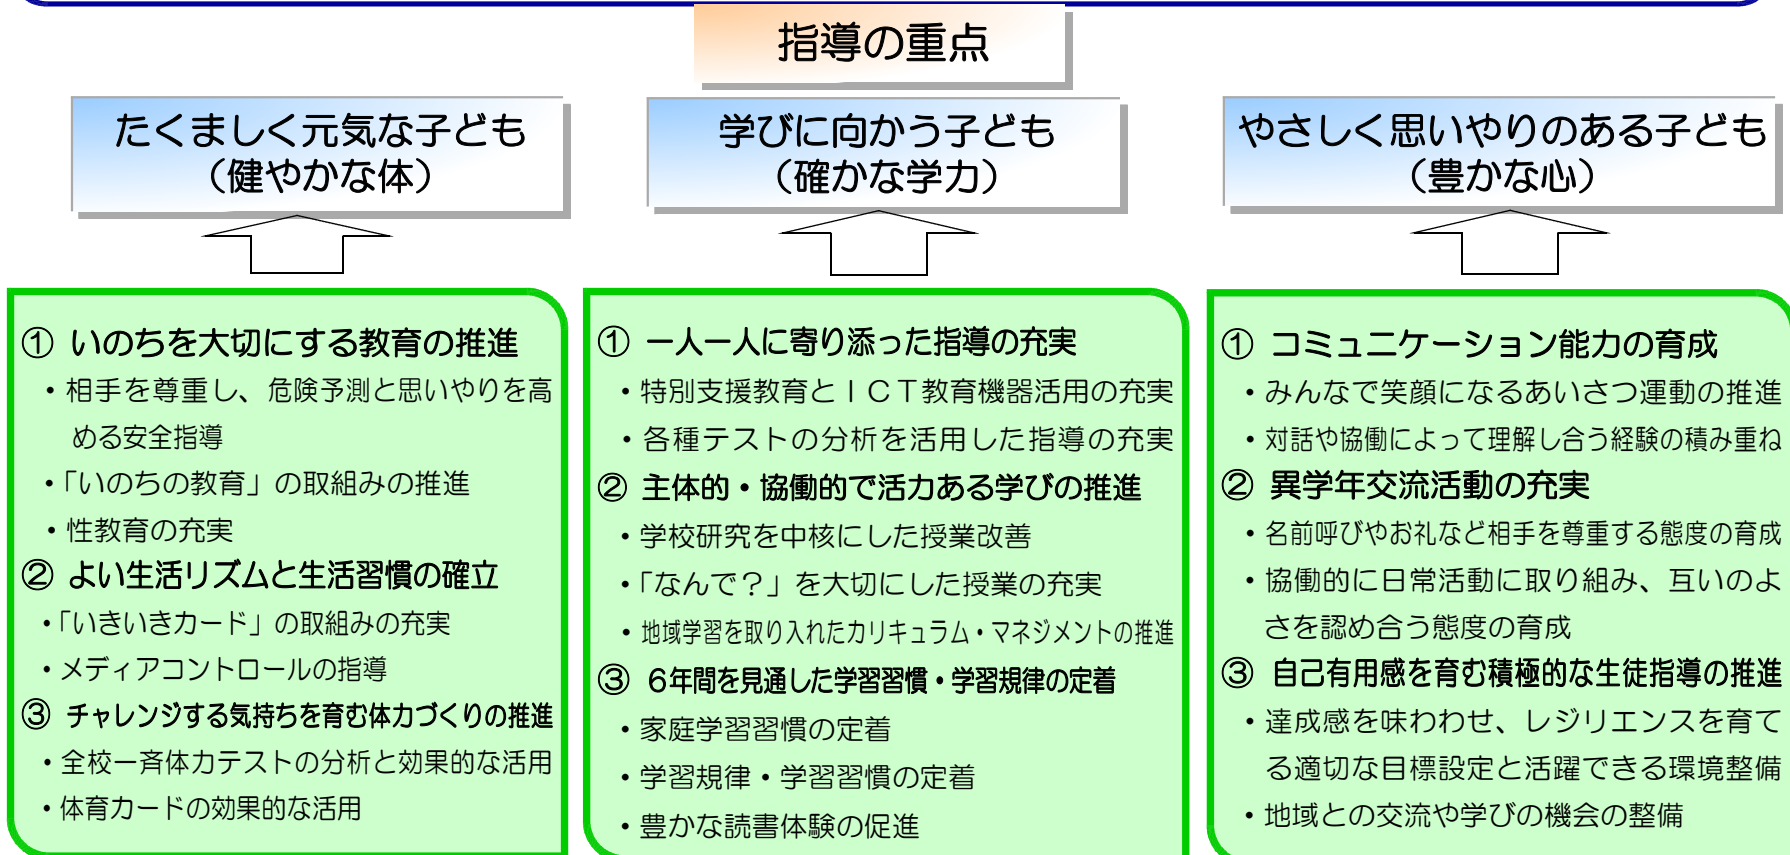 指導の重点
たくましく元気な子ども
（健やかな体）
① いのちを大切にする教育の推進
・相手を尊重し、危険予測と思いやりを高
める安全指導
・「いのちの教育」の取組みの推進
・性教育の充実
② よい生活リズムと生活習慣の確立
・「いきいきカード」の取組みの充実
・メディアコントロールの指導
③ チャレンジする気持ちを育む体力づくりの推進
・全校一斉体力テストの分析と効果的な活用
・体育カードの効果的な活用
学びに向かう子ども
（確かな学力）
① 一人一人に寄り添った指導の充実
・特別支援教育とＩＣＴ教育機器活用の充実
・各種テストの分析を活用した指導の充実
② 主体的・協働的で活力ある学びの推進
・学校研究を中核にした授業改善
・「なんで？」を大切にした授業の充実
・地域学習を取り入れたカリキュラム・マネジメントの推進
③ ６年間を見通した学習習慣・学習規律の定着
・家庭学習習慣の定着
・学習規律・学習習慣の定着
・豊かな読書体験の促進
やさしく思いやりのある子ども
（豊かな心）
① コミュニケーション能力の育成
・みんなで笑顔になるあいさつ運動の推進
・対話や協働によって理解し合う経験の積み重ね
② 異学年交流活動の充実
・名前呼びやお礼など相手を尊重する態度の育成
・協働的に日常活動に取り組み、互いのよ
さを認め合う態度の育成
③ 自己有用感を育む積極的な生徒指導の推進
・達成感を味わわせ、レジリエンスを育て
る適切な目標設定と活躍できる環境整備
・地域との交流や学びの機会の整備